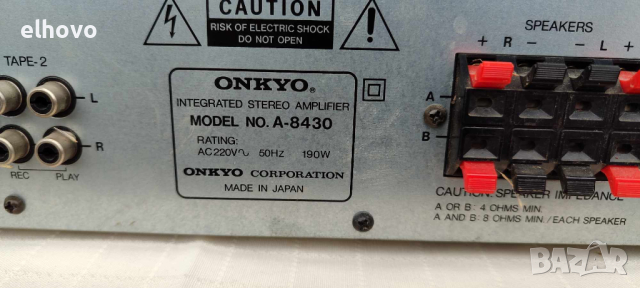 elhovo
CAUTION
RISK OF ELECTRIC SHOCK
DO NOT OPEN
SPEAKERS
+ R - - L +
TAPE-2
L
R
REC PLAY
ONKYO®
INTEGRATED STEREO AMPLIFIER
MODEL NO. A-8430
RATING:
AC 220V∿ 50HZ 190W
ONKYO CORPORATION
MADE IN JAPAN
A
B
CAUTION: SPEAKER IMPEDANCE
A OR B: 4 OHMS MIN.
A AND B: 8 OHMS MIN./EACH SPEAKER
BAZAR